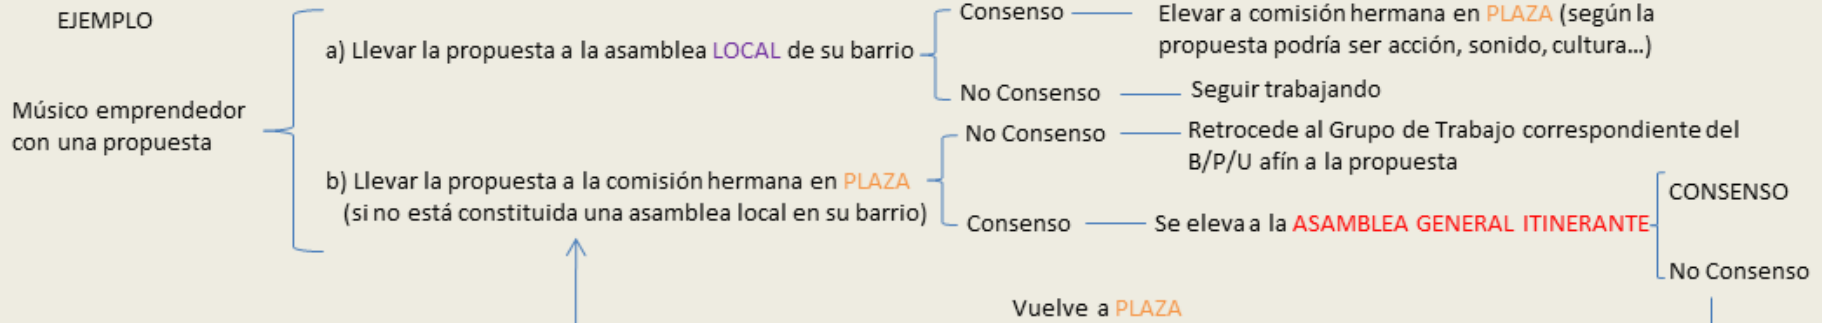 EJEMPLO
Músico emprendedor
con una propuesta
a) Llevar la propuesta a la asamblea LOCAL de su barrio
Consenso
Elevar a comisión hermana en PLAZA (según la
propuesta podría ser acción, sonido, cultura...)
No Consenso
Seguir trabajando
b) Llevar la propuesta a la comisión hermana en PLAZA
(si no está constituida una asamblea local en su barrio)
No Consenso
Retrocede al Grupo de Trabajo correspondiente del
B/P/U afín a la propuesta
Consenso
Se eleva a la ASAMBLEA GENERAL ITINERANTE
CONSENSO
No Consenso
Vuelve a PLAZA